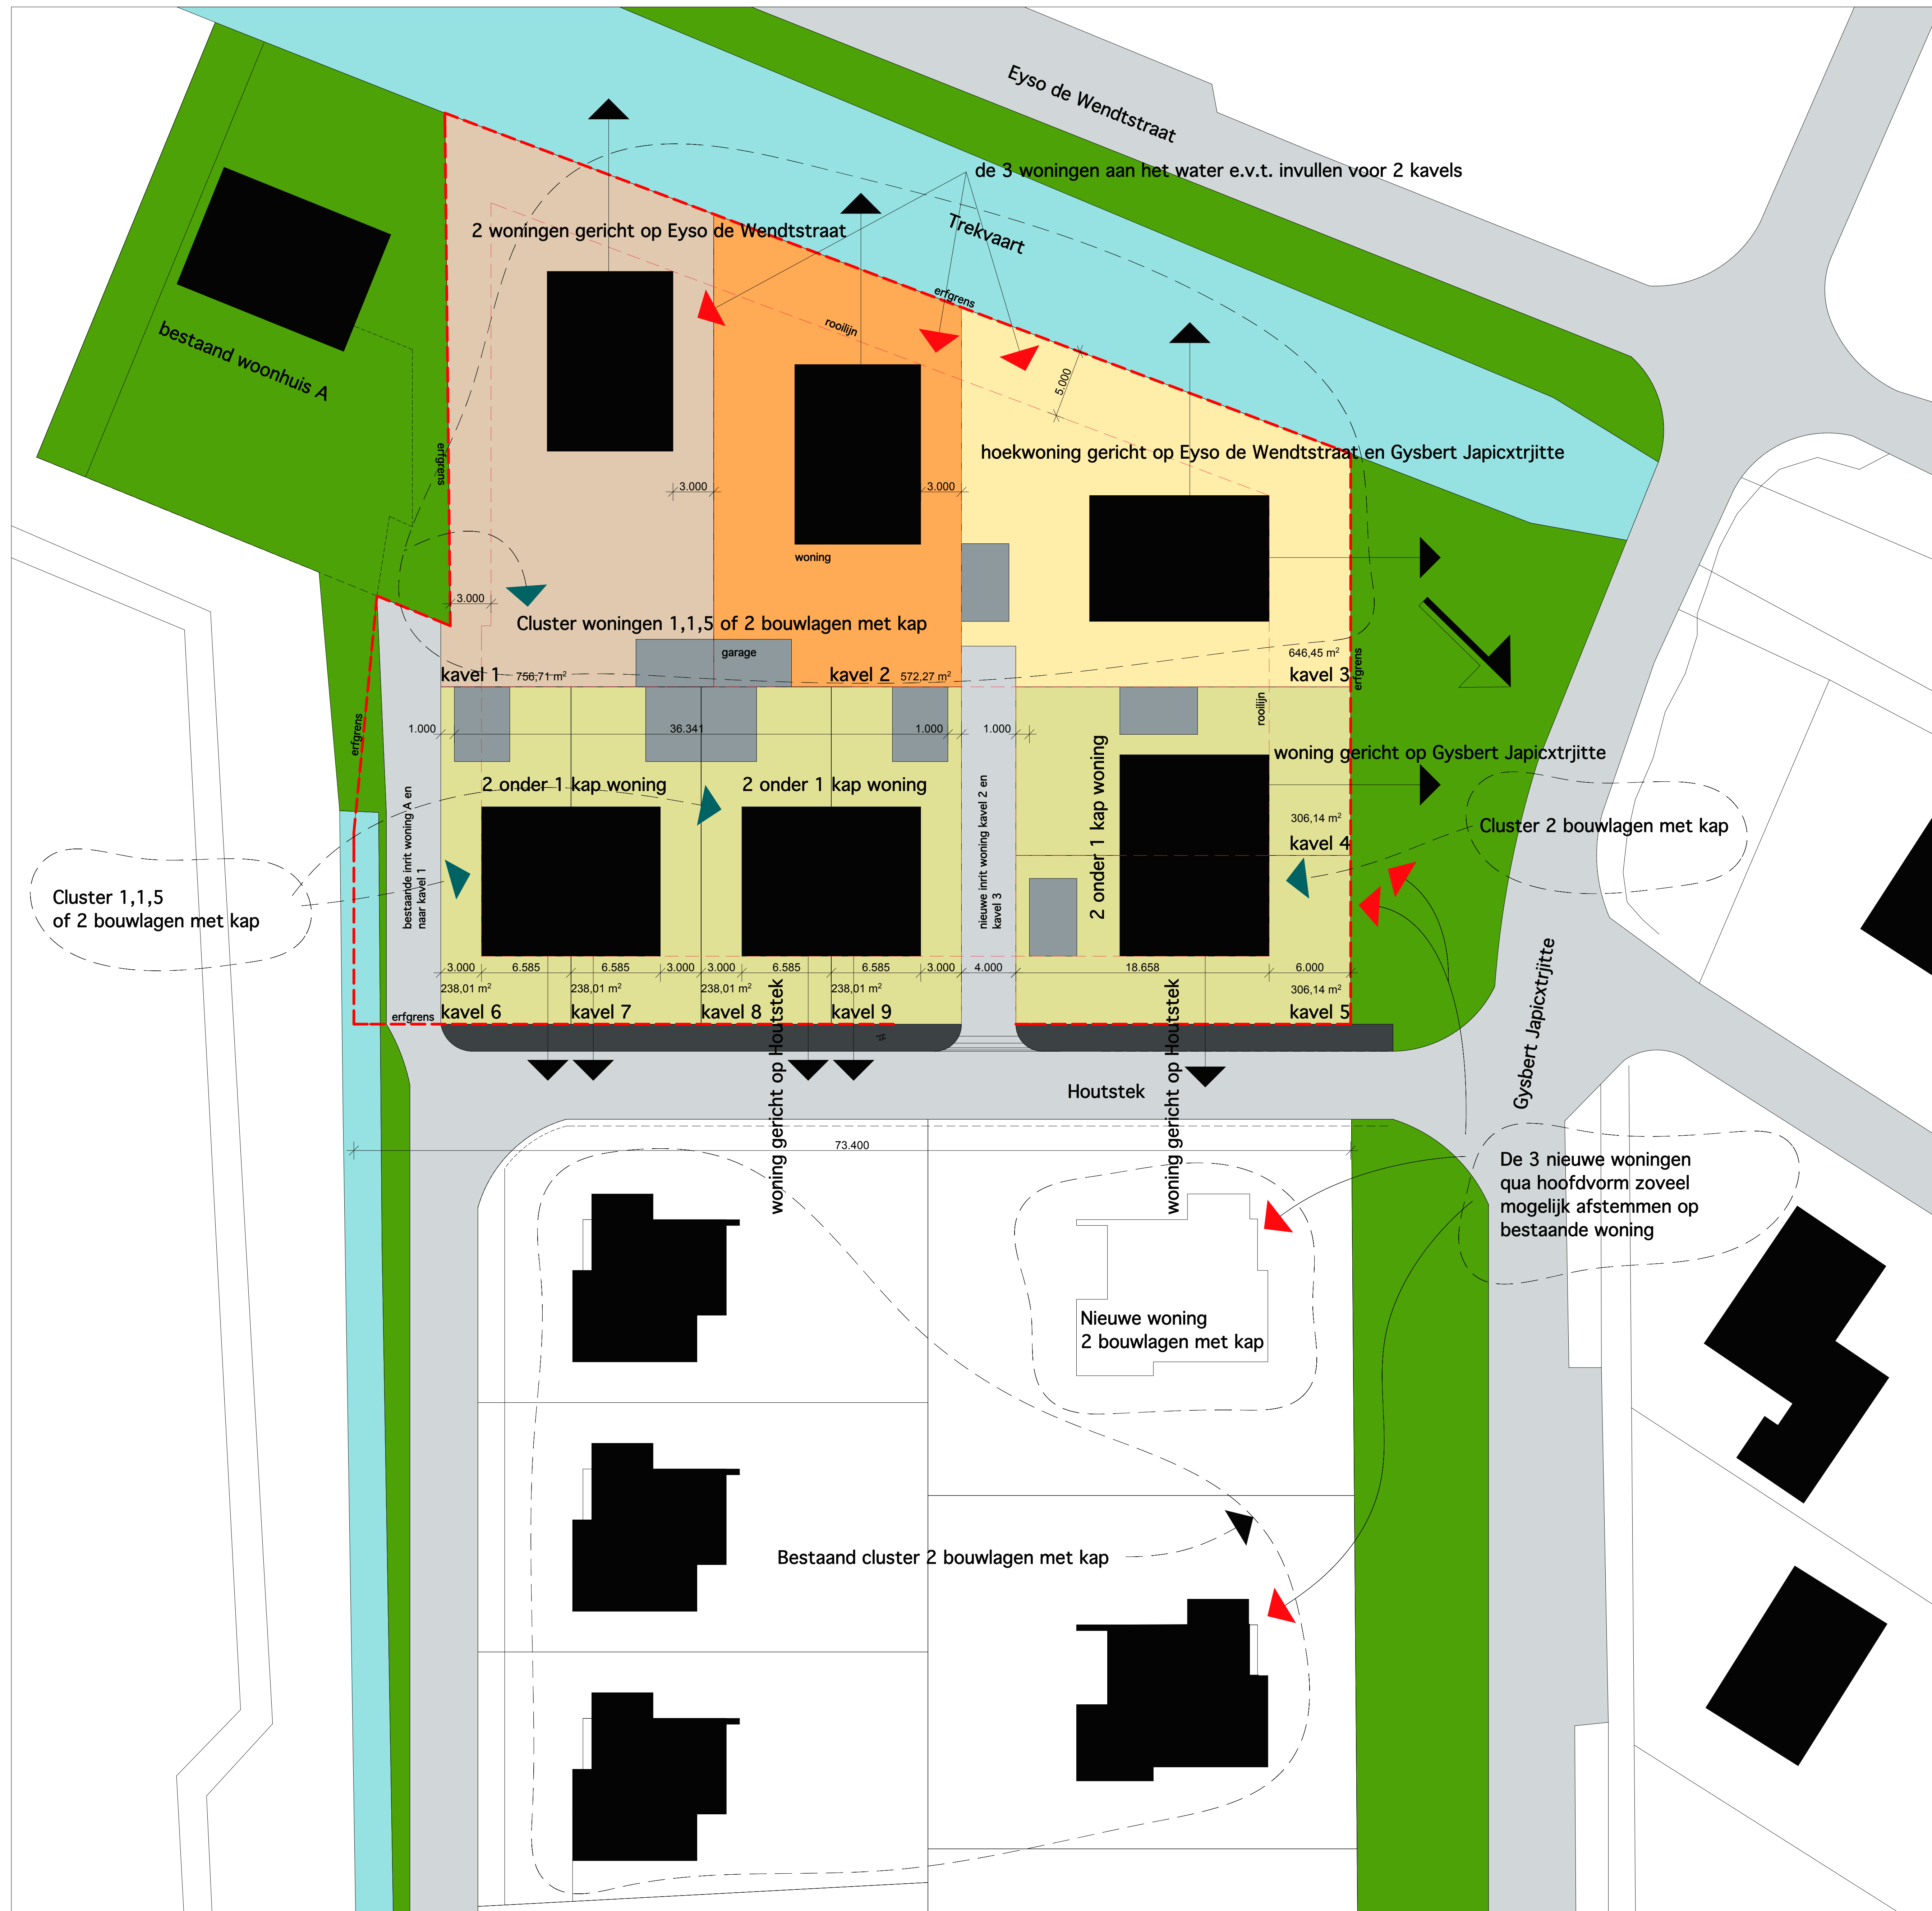 Eyso de Wendtstraat
de 3 woningen aan het water e.v.t. invullen voor 2 kavels
Trekvaart
2 woningen gericht op Eyso de Wendtstraat
erfgrens
rooilijn
bestaand woonhuis A
5.000
hoekwoning gericht op Eyso de Wendtstraat en Gysbert Japicxtrjitte
erfgrens
3.000
3.000
woning
3.000
Cluster woningen 1,1,5 of 2 bouwlagen met kap
garage
646,45 m²
kavel 1
756,71 m²
kavel 2
572,27 m²
kavel 3
erfgrens
rooilijn
erfgrens
1.000
36.341
1.000
1.000
woning gericht op Gysbert Japicxtrjitte
2 onder 1 kap woning
2 onder 1 kap woning
2 onder 1 kap woning
bestaande inrit woning A en
naar kavel 1
nieuwe inrit woning kavel 2 en
kavel 3
306,14 m²
kavel 4
Cluster 2 bouwlagen met kap
Cluster 1,1,5
of 2 bouwlagen met kap
3.000
6.585
6.585
3.000
3.000
6.585
6.585
3.000
4.000
18.658
6.000
238,01 m²
238,01 m²
238,01 m²
238,01 m²
306,14 m²
erfgrens
kavel 6
kavel 7
kavel 8
kavel 9
kavel 5
woning gericht op Houtstek
woning gericht op Houtstek
Houtstek
Gysbert Japicxtrjitte
73.400
De 3 nieuwe woningen
qua hoofdvorm zoveel
mogelijk afstemmen op
bestaande woning
Nieuwe woning
2 bouwlagen met kap
Bestaand cluster 2 bouwlagen met kap